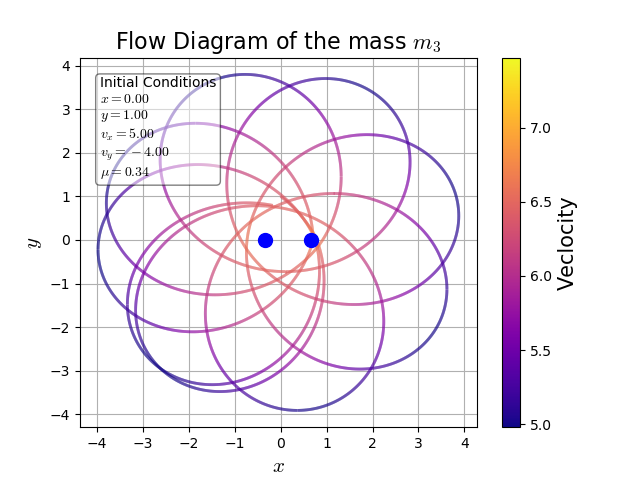 Flow Diagram of the mass m₃
Initial Conditions
x = 0.00
y = 1.00
vₓ = 5.00
v_y = −4.00
μ = 0.34
4
3
2
1
0
−1
−2
−3
−4
y
−4 −3 −2 −1 0 1 2 3 4
x
7.0
6.5
6.0
5.5
5.0
Veclocity